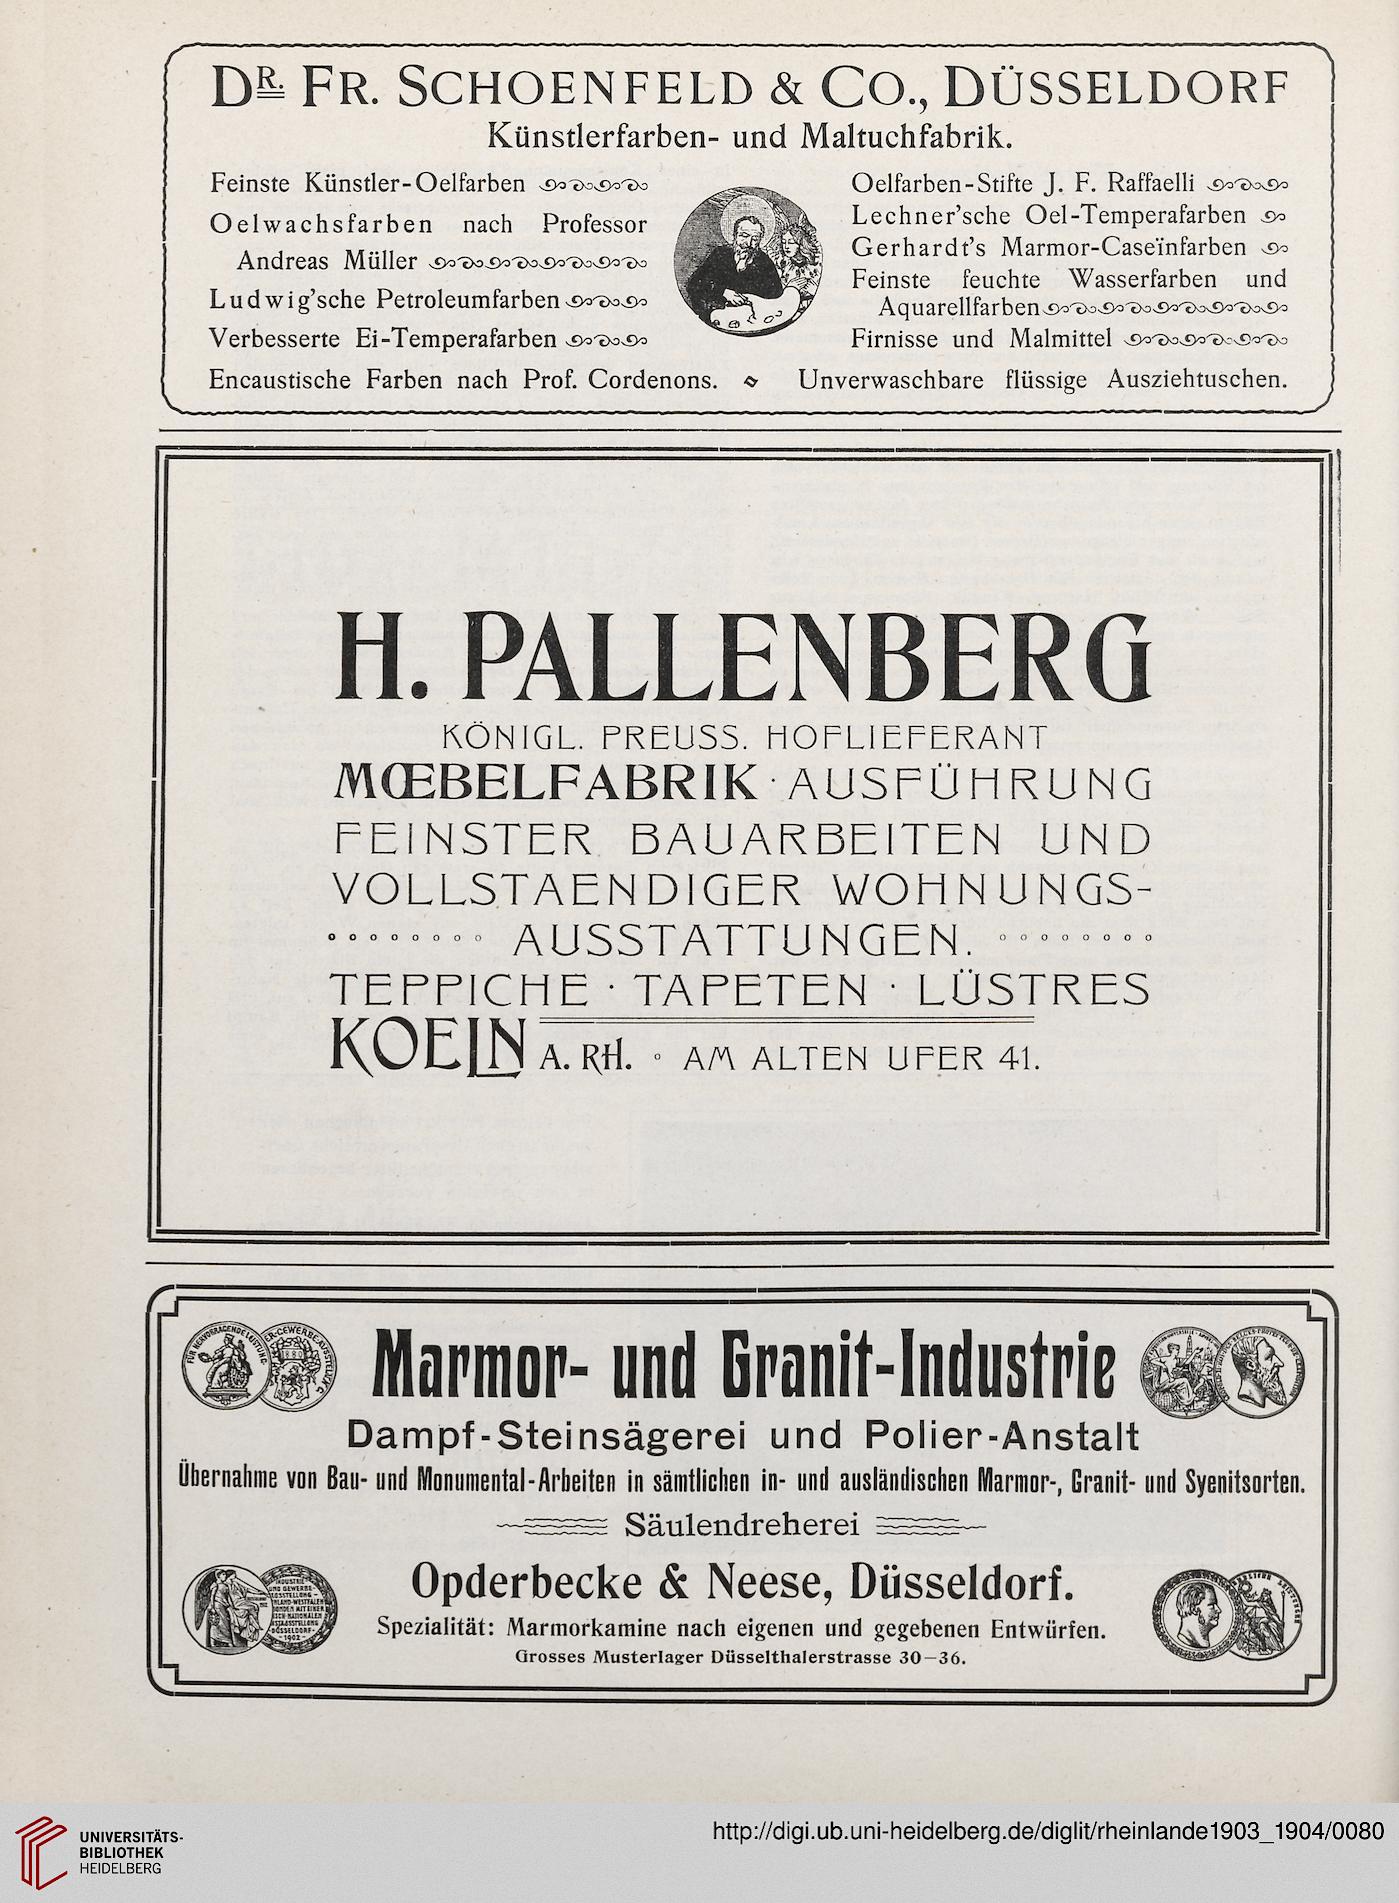 DR. FR. SCHOENFELD & CO., DÜSSELDORF
Künstlerfarben- und Maltuchfabrik.
Feinste Künstler-Oelfarben
Oelwachsfarben nach Professor
Andreas Müller
Ludwig'sche Petroleumfarben
Verbesserte Ei-Temperafarben
Oelfarben-Stifte J. F. Raffaelli
Lechner'sche Oel-Temperafarben
Gerhardt's Marmor-Caseïnfarben
Feinste feuchte Wasserfarben und
Aquarellfarben
Firnisse und Malmittel
Encaustische Farben nach Prof. Cordenons. Unverwaschbare flüssige Ausziehtuschen.
H. PALLENBERG
KÖNIGL. PREUSS. HOFLIEFERANT
MŒBELFABRIK · AUSFÜHRUNG
FEINSTER BAUARBEITEN UND
VOLLSTAENDIGER WOHNUNGS-
AUSSTATTUNGEN.
TEPPICHE · TAPETEN · LÜSTRES
KOELN A. RH. ◦ AM ALTEN UFER 41.
FÜR HERVORRAGENDE LEISTUNG
Marmor- und Granit-Industrie
Dampf-Steinsägerei und Polier-Anstalt
Übernahme von Bau- und Monumental-Arbeiten in sämtlichen in- und ausländischen Marmor-, Granit- und Syenitsorten.
Säulendreherei
Opderbecke & Neese, Düsseldorf.
Spezialität: Marmorkamine nach eigenen und gegebenen Entwürfen.
Grosses Musterlager Düsselthalerstrasse 30—36.
DÜSSELDORF
1902
UNIVERSITÄTS-
BIBLIOTHEK
HEIDELBERG
http://digi.ub.uni-heidelberg.de/diglit/rheinlande1903_1904/0080